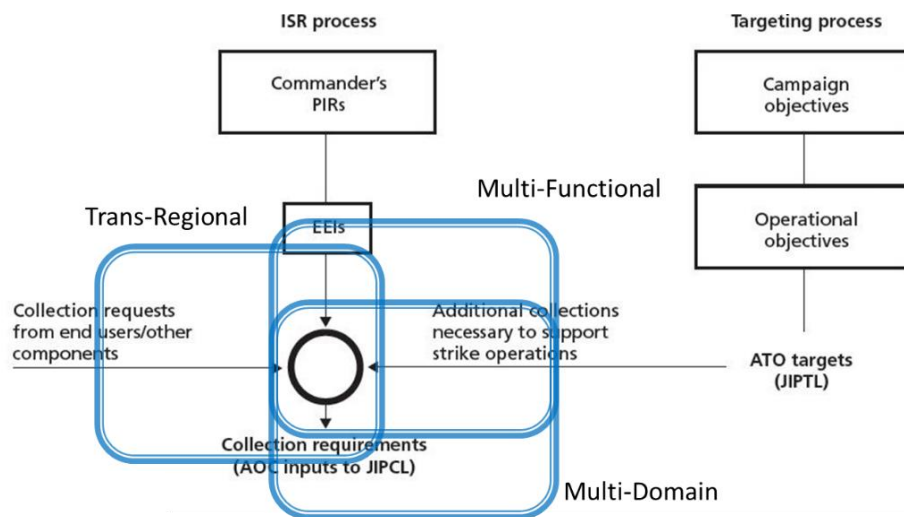 ISR process
Targeting process
Commander's
PIRs
Campaign
objectives
Multi-Functional
Trans-Regional
EEIs
Operational
objectives
Collection requests
from end users/other
components
Additional collections
necessary to support
strike operations
ATO targets
(JIPTL)
Collection requirements
(AOC inputs to JIPCL)
Multi-Domain